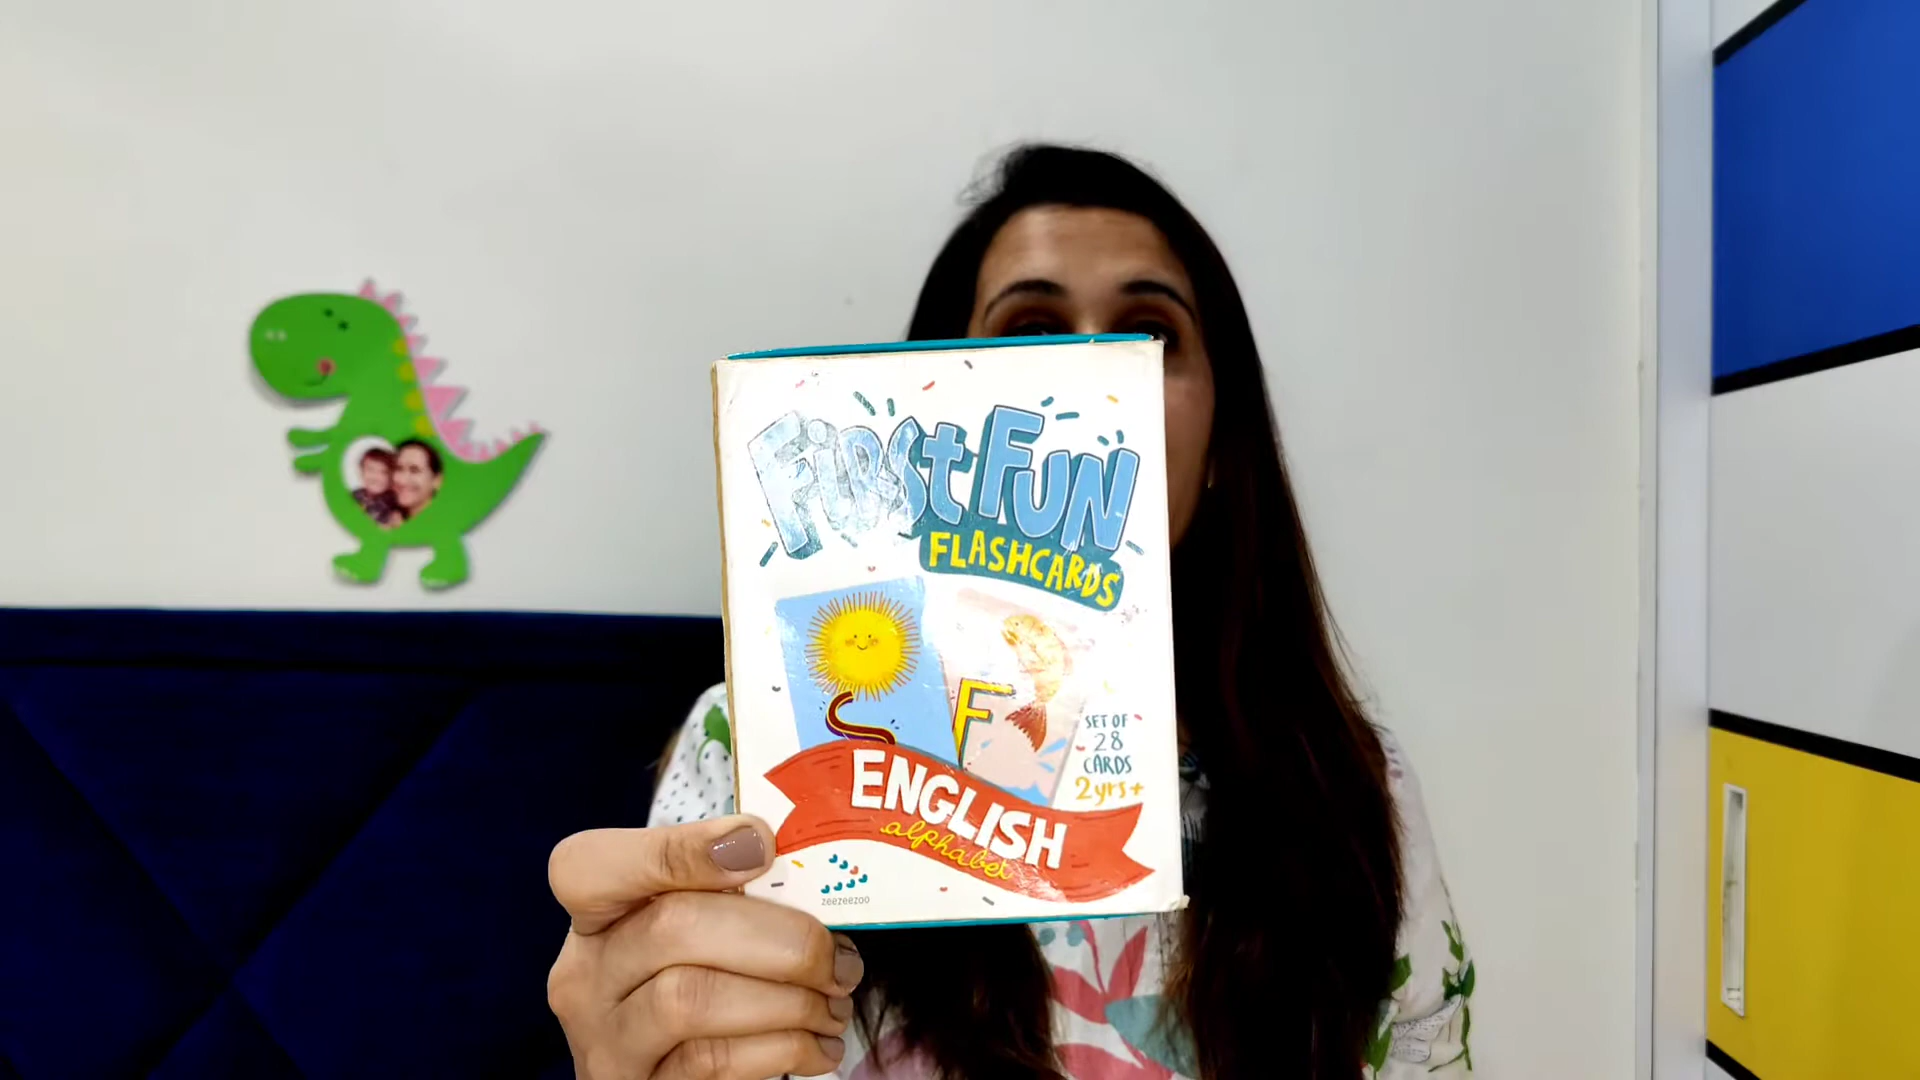 First Fun
FLASHCARDS
S
F
SET OF
28
CARDS
2yrs+
ENGLISH
alphabet
zeezeezoo